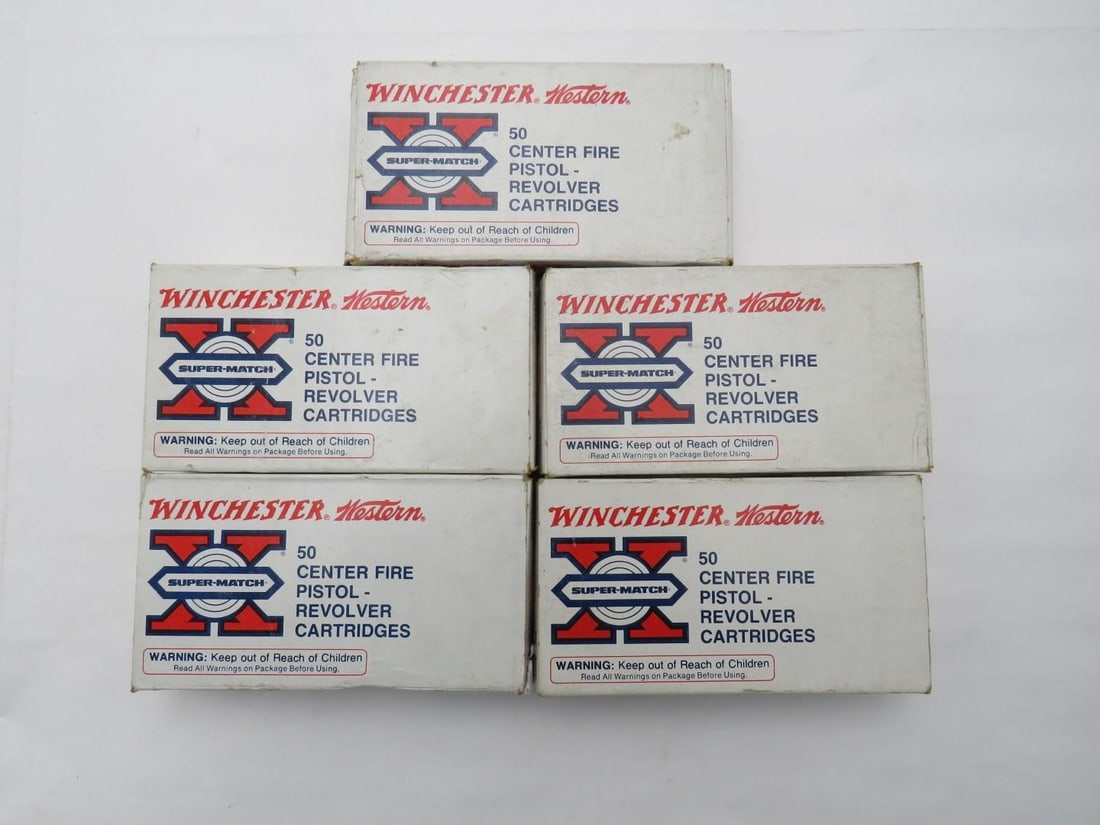 WINCHESTER® Western®
SUPER-MATCH®
50
CENTER FIRE
PISTOL -
REVOLVER
CARTRIDGES
WARNING: Keep out of Reach of Children
Read All Warnings on Package Before Using.
WINCHESTER® Western®
SUPER-MATCH®
50
CENTER FIRE
PISTOL -
REVOLVER
CARTRIDGES
WARNING: Keep out of Reach of Children
Read All Warnings on Package Before Using.
WINCHESTER® Western®
SUPER-MATCH®
50
CENTER FIRE
PISTOL -
REVOLVER
CARTRIDGES
WARNING: Keep out of Reach of Children
Read All Warnings on Package Before Using.
WINCHESTER® Western®
SUPER-MATCH®
50
CENTER FIRE
PISTOL -
REVOLVER
CARTRIDGES
WARNING: Keep out of Reach of Children
Read All Warnings on Package Before Using.
WINCHESTER® Western®
SUPER-MATCH®
50
CENTER FIRE
PISTOL -
REVOLVER
CARTRIDGES
WARNING: Keep out of Reach of Children
Read All Warnings on Package Before Using.